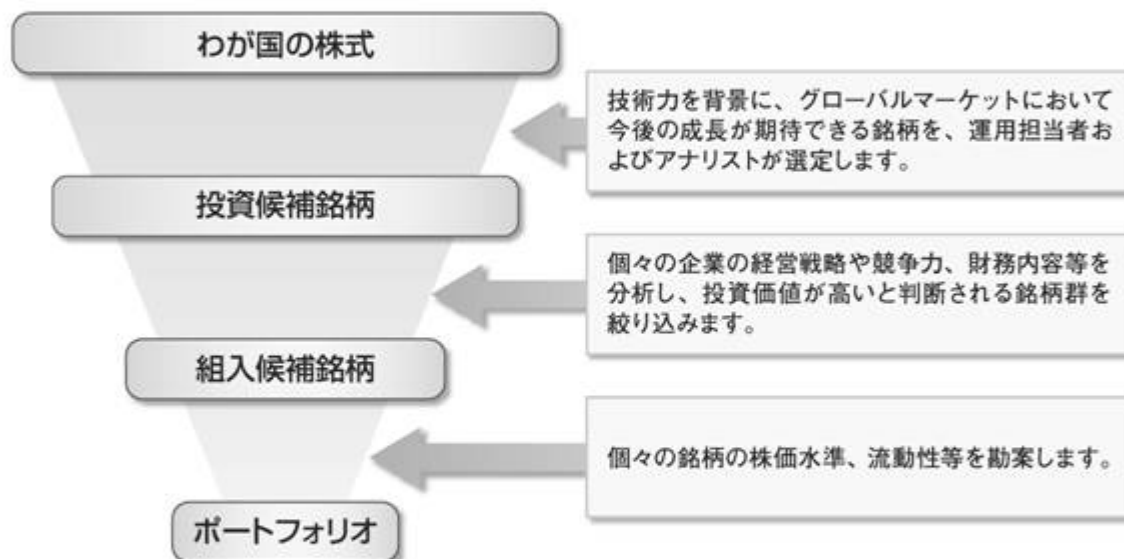 わが国の株式
技術力を背景に、グローバルマーケットにおいて
今後の成長が期待できる銘柄を、運用担当者お
よびアナリストが選定します。
投資候補銘柄
個々の企業の経営戦略や競争力、財務内容等を
分析し、投資価値が高いと判断される銘柄群を
絞り込みます。
組入候補銘柄
個々の銘柄の株価水準、流動性等を勘案します。
ポートフォリオ